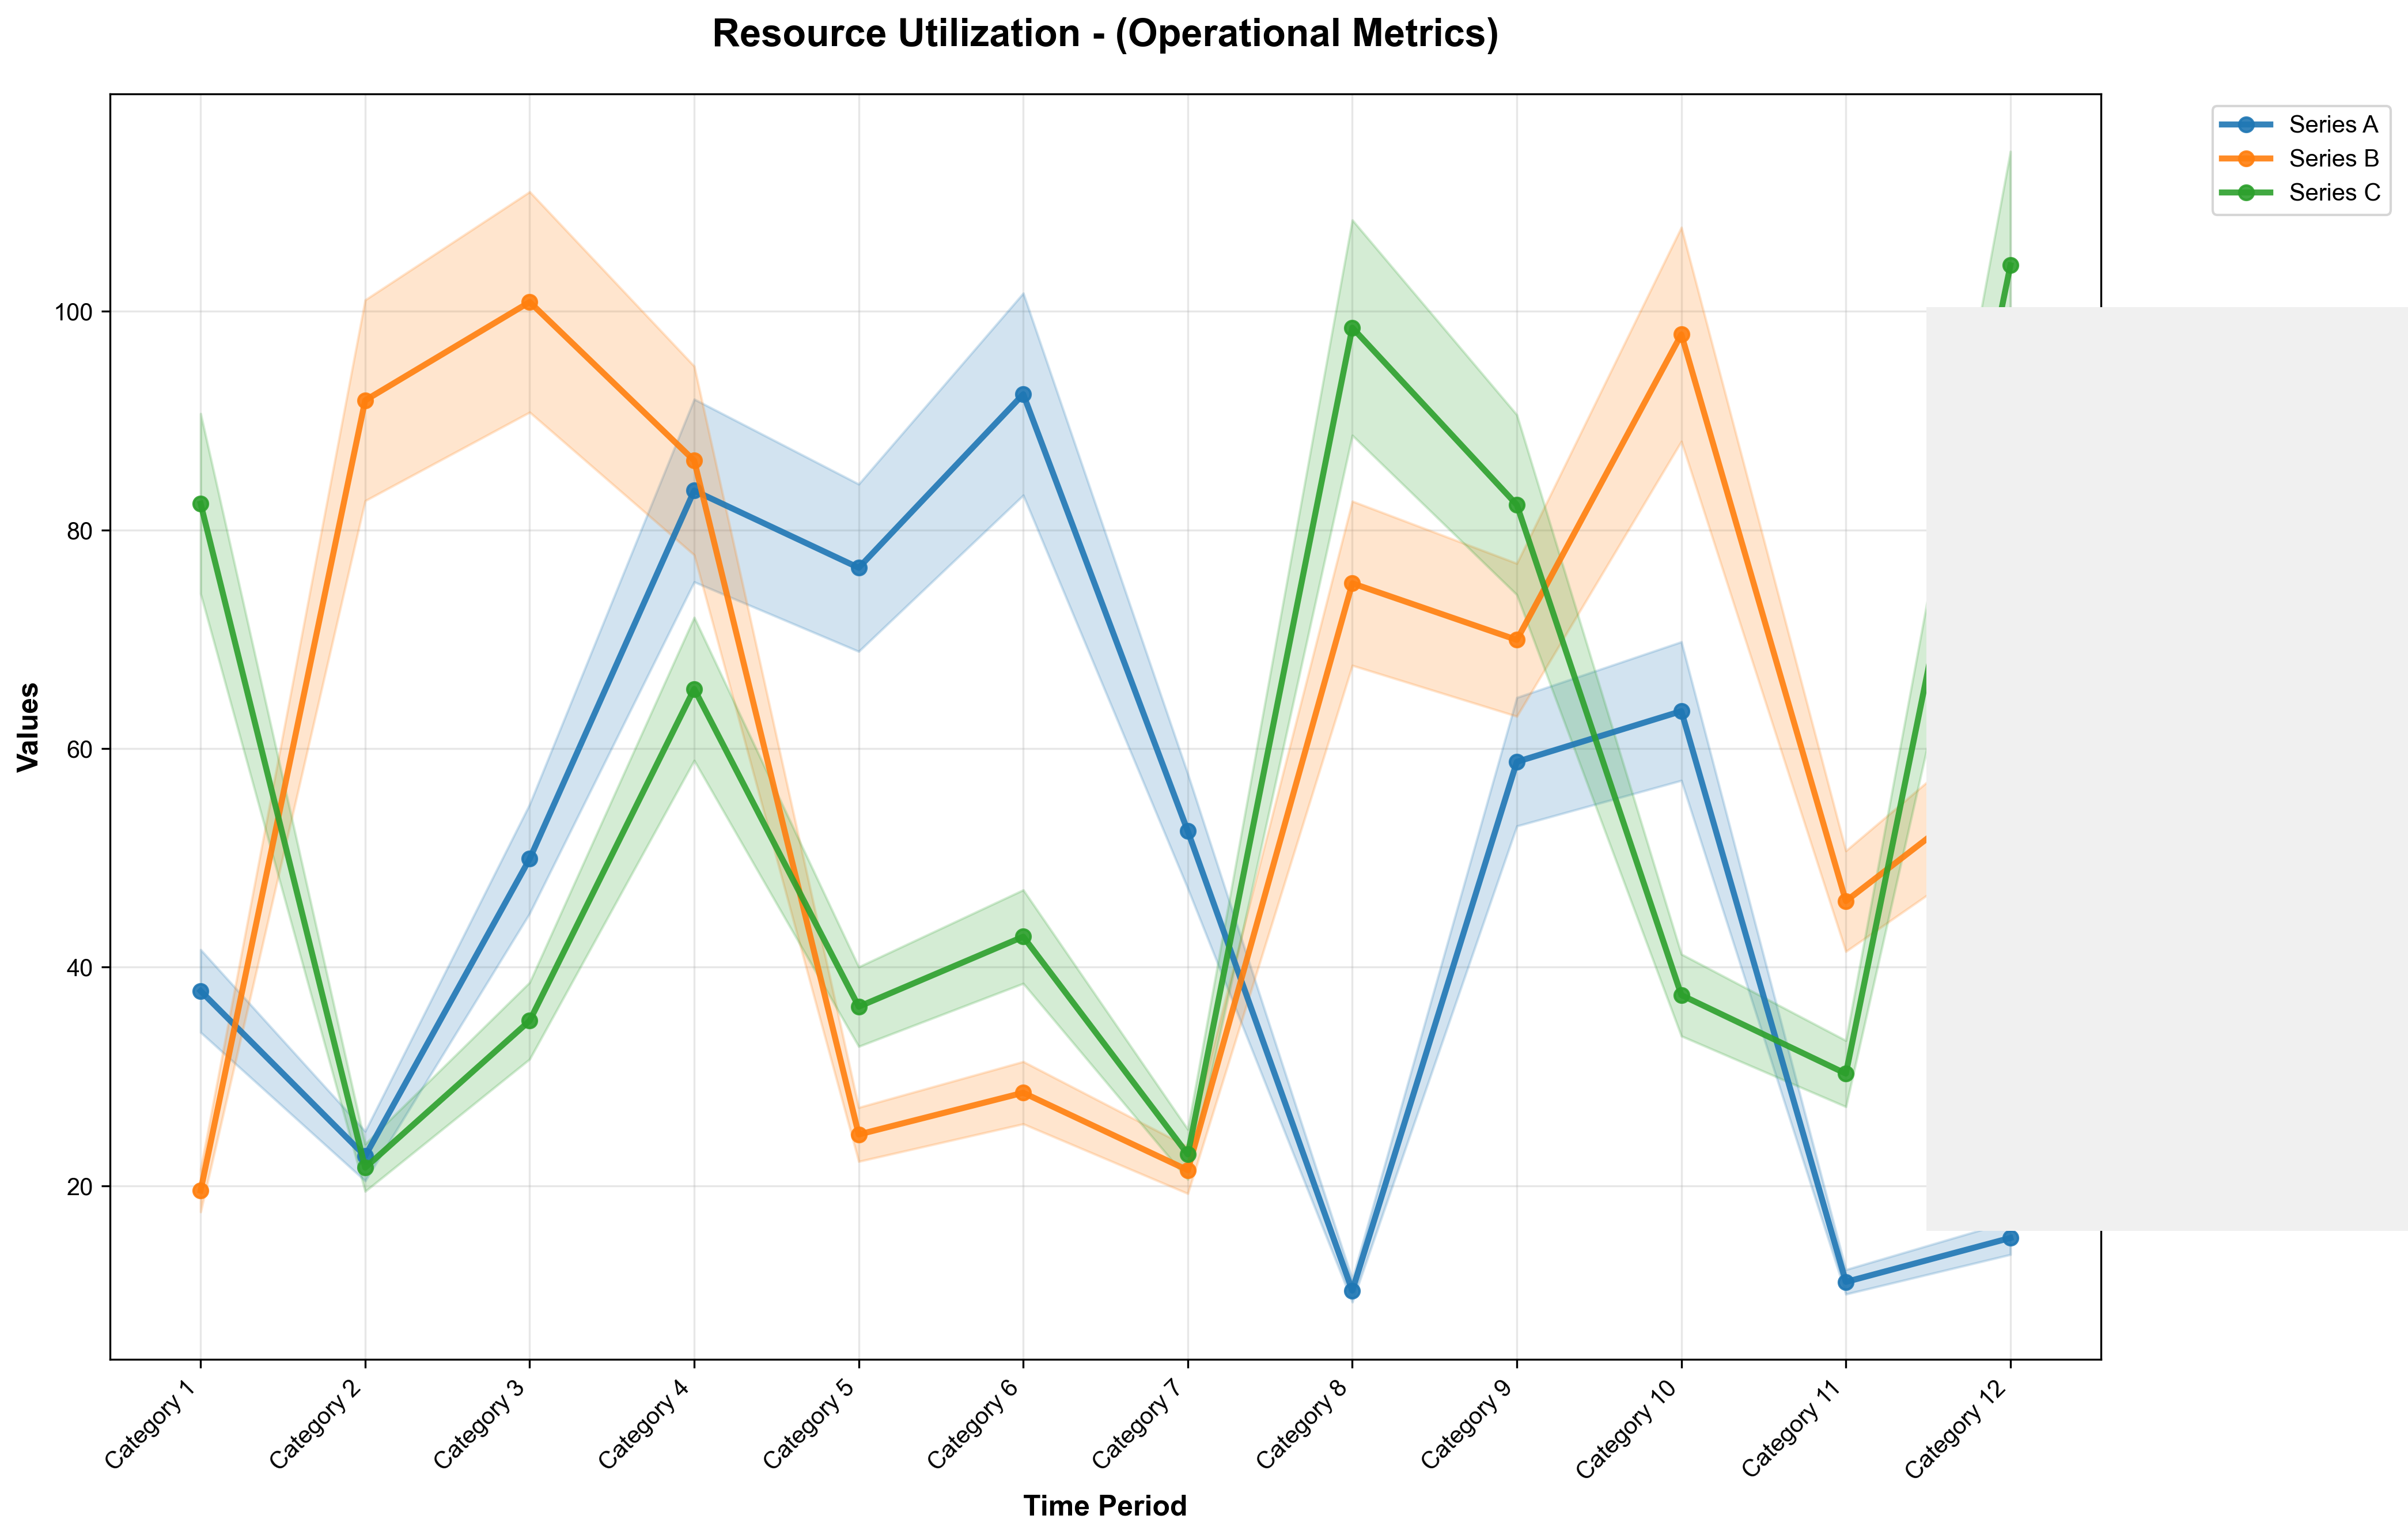 Resource Utilization - (Operational Metrics)
Series A
Series B
Series C
Values
100
80
60
40
20
Category 1
Category 2
Category 3
Category 4
Category 5
Category 6
Category 7
Category 8
Category 9
Category 10
Category 11
Category 12
Time Period